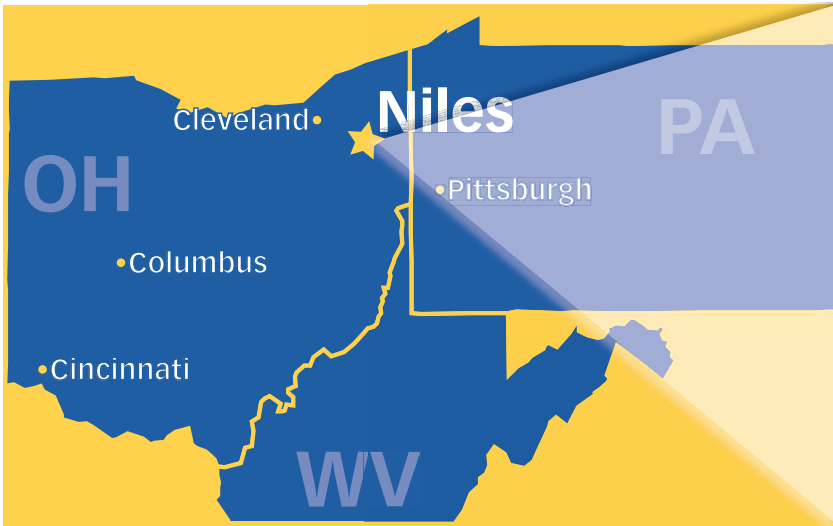 Niles
Cleveland
PA
OH
Pittsburgh
Columbus
Cincinnati
WV